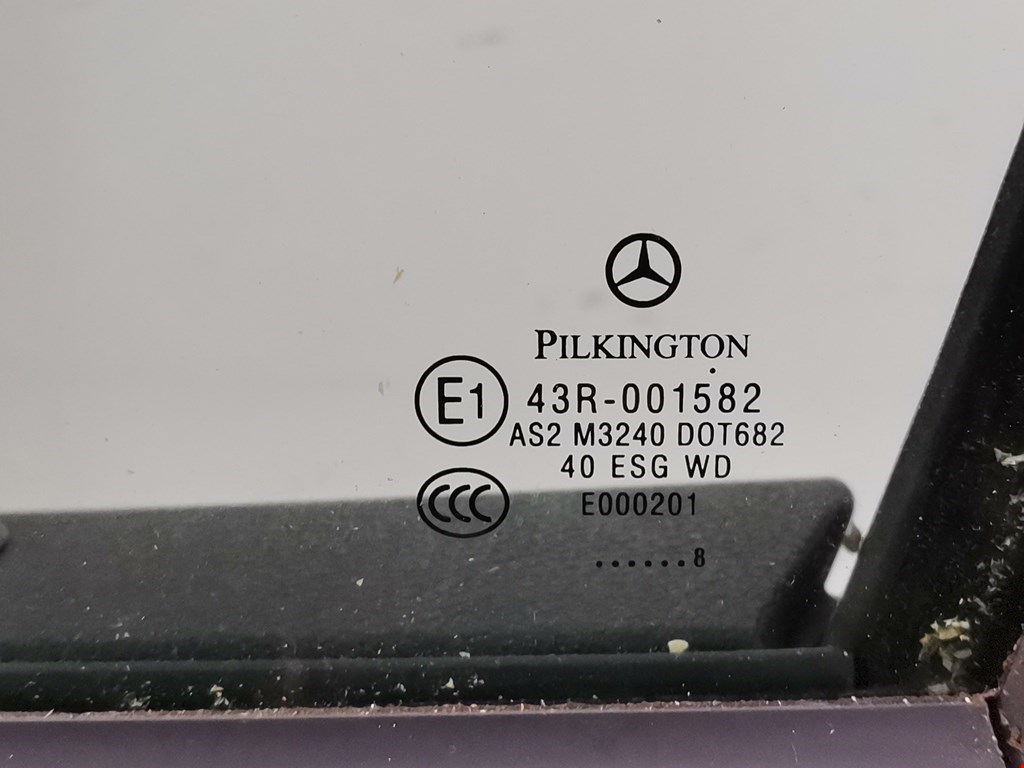 PILKINGTON
E1 43R-001582
AS2 M3240 DOT682
40 ESG WD
CCC E000201
......8